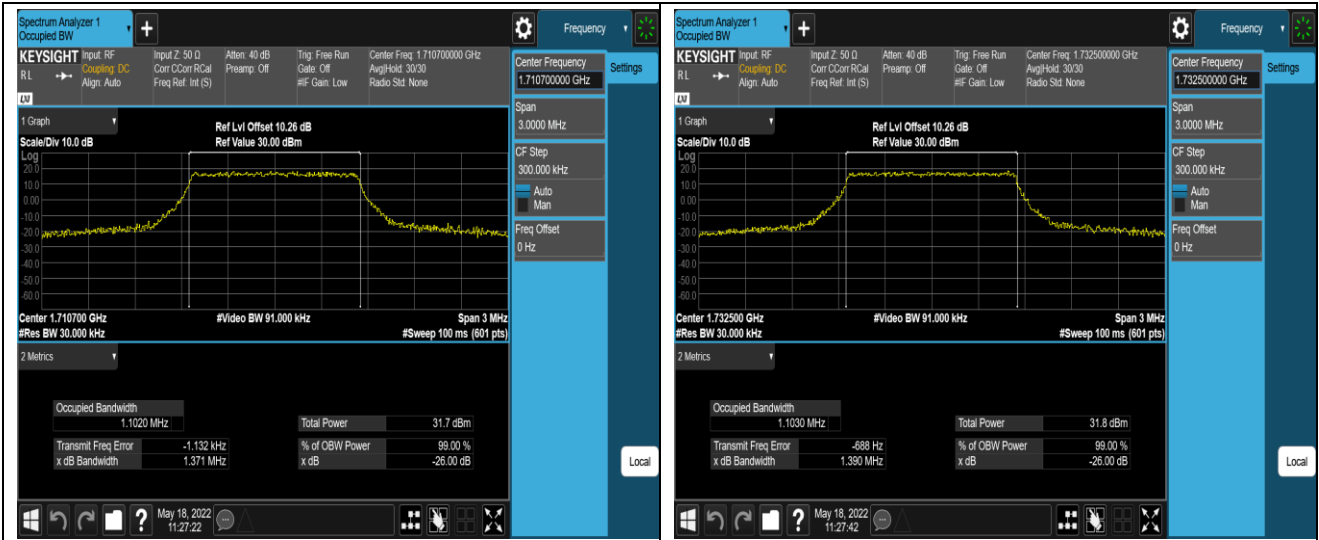 Spectrum Analyzer 1
Occupied BW
+
Frequency
KEYSIGHT
RL
LXI
Input: RF
Coupling: DC
Align: Auto
Input Z: 50 Ω
Corr CCorr RCal
Freq Ref: Int (S)
Atten: 40 dB
Preamp: Off
Trig: Free Run
Gate: Off
#IF Gain: Low
Center Freq: 1.710700000 GHz
Avg|Hold: 30/30
Radio Std: None
Center Frequency
1.710700000 GHz
Settings
Span
3.0000 MHz
CF Step
300.000 kHz
Auto
Man
Freq Offset
0 Hz
Local
1 Graph
Scale/Div 10.0 dB
Ref Lvl Offset 10.26 dB
Ref Value 30.00 dBm
Log
20.0
10.0
0.00
-10.0
-20.0
-30.0
-40.0
-50.0
-60.0
Center 1.710700 GHz
#Video BW 91.000 kHz
Span 3 MHz
#Res BW 30.000 kHz
#Sweep 100 ms (601 pts)
2 Metrics
Occupied Bandwidth
1.1020 MHz
Total Power 31.7 dBm
Transmit Freq Error -1.132 kHz
% of OBW Power 99.00 %
x dB Bandwidth 1.371 MHz
x dB -26.00 dB
?
May 18, 2022
11:27:22
Spectrum Analyzer 1
Occupied BW
+
Frequency
KEYSIGHT
RL
LXI
Input: RF
Coupling: DC
Align: Auto
Input Z: 50 Ω
Corr CCorr RCal
Freq Ref: Int (S)
Atten: 40 dB
Preamp: Off
Trig: Free Run
Gate: Off
#IF Gain: Low
Center Freq: 1.732500000 GHz
Avg|Hold: 30/30
Radio Std: None
Center Frequency
1.732500000 GHz
Settings
Span
3.0000 MHz
CF Step
300.000 kHz
Auto
Man
Freq Offset
0 Hz
Local
1 Graph
Scale/Div 10.0 dB
Ref Lvl Offset 10.26 dB
Ref Value 30.00 dBm
Log
20.0
10.0
0.00
-10.0
-20.0
-30.0
-40.0
-50.0
-60.0
Center 1.732500 GHz
#Video BW 91.000 kHz
Span 3 MHz
#Res BW 30.000 kHz
#Sweep 100 ms (601 pts)
2 Metrics
Occupied Bandwidth
1.1030 MHz
Total Power 31.8 dBm
Transmit Freq Error -688 Hz
% of OBW Power 99.00 %
x dB Bandwidth 1.390 MHz
x dB -26.00 dB
?
May 18, 2022
11:27:42